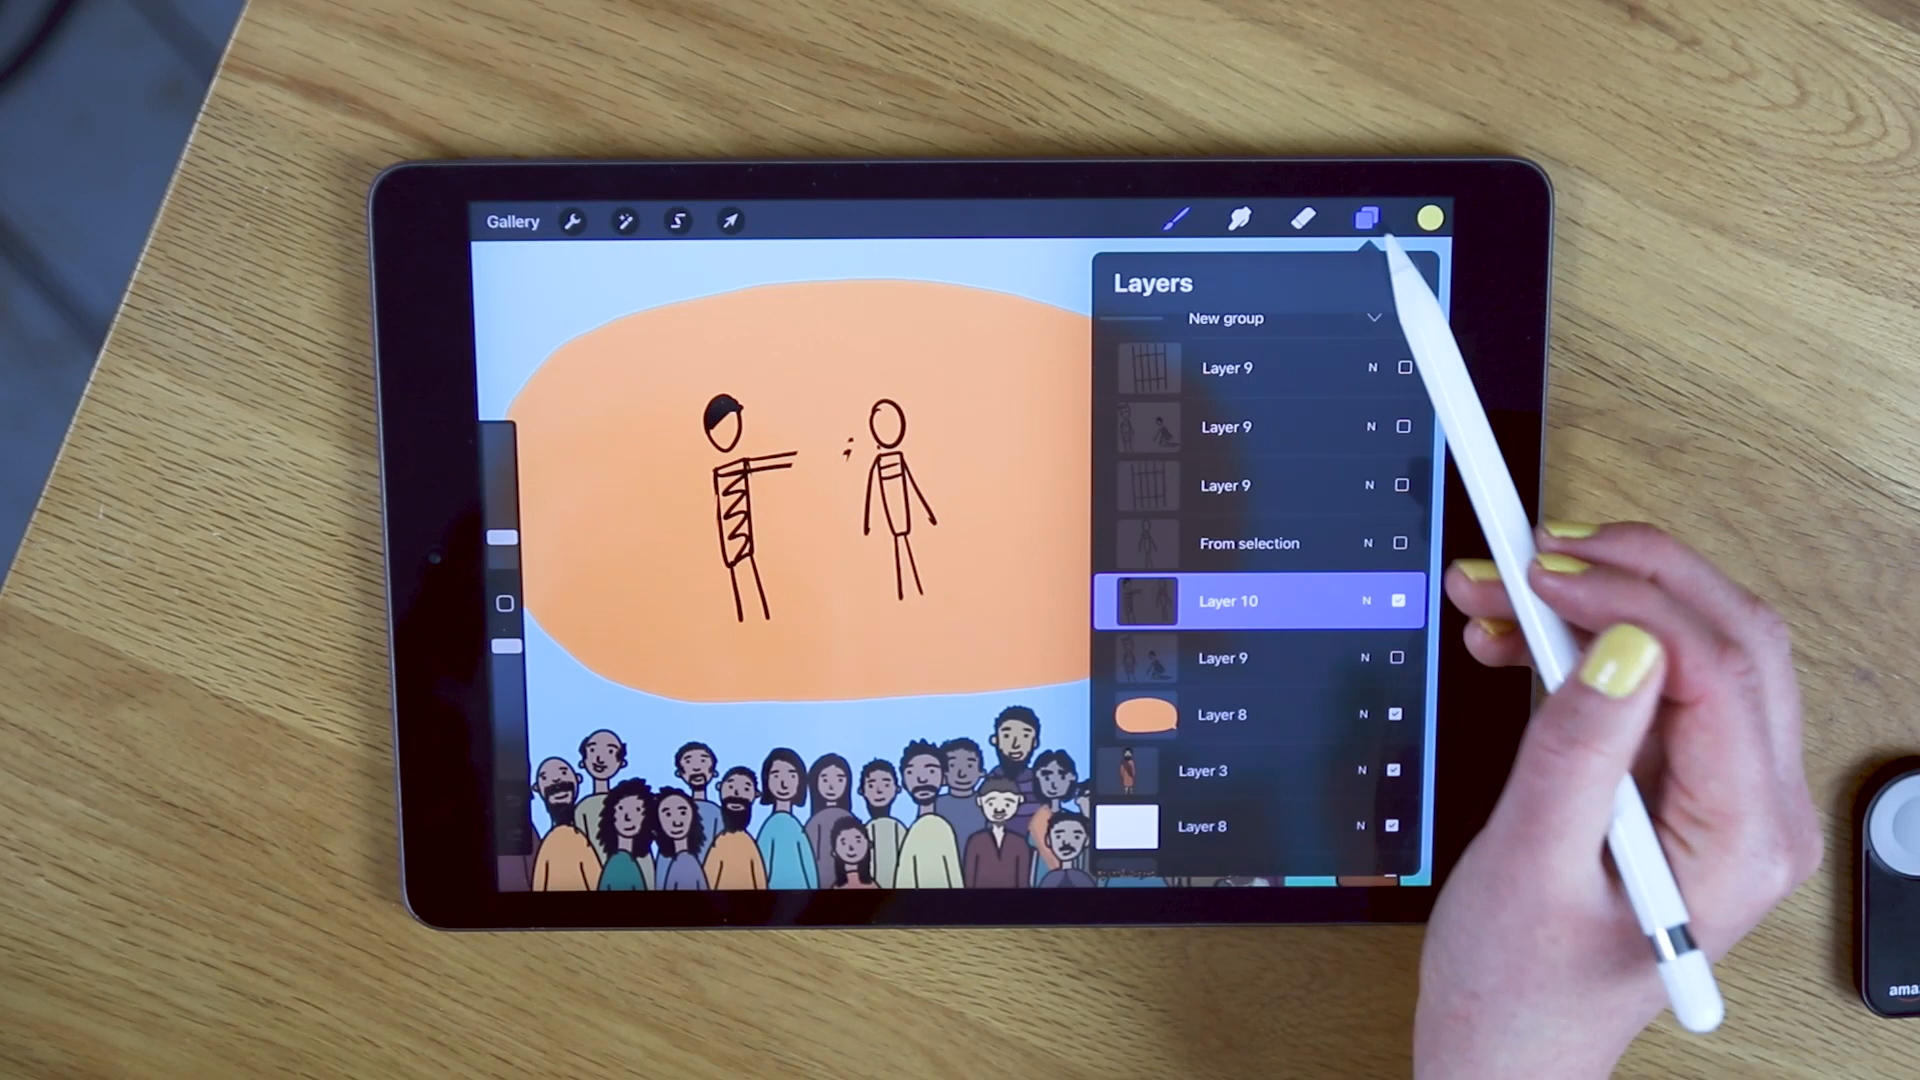 Gallery
Layers
New group
Layer 9 N
Layer 9 N
Layer 9 N
From selection N
Layer 10 N
Layer 9 N
Layer 8 N
Layer 3 N
Layer 8 N